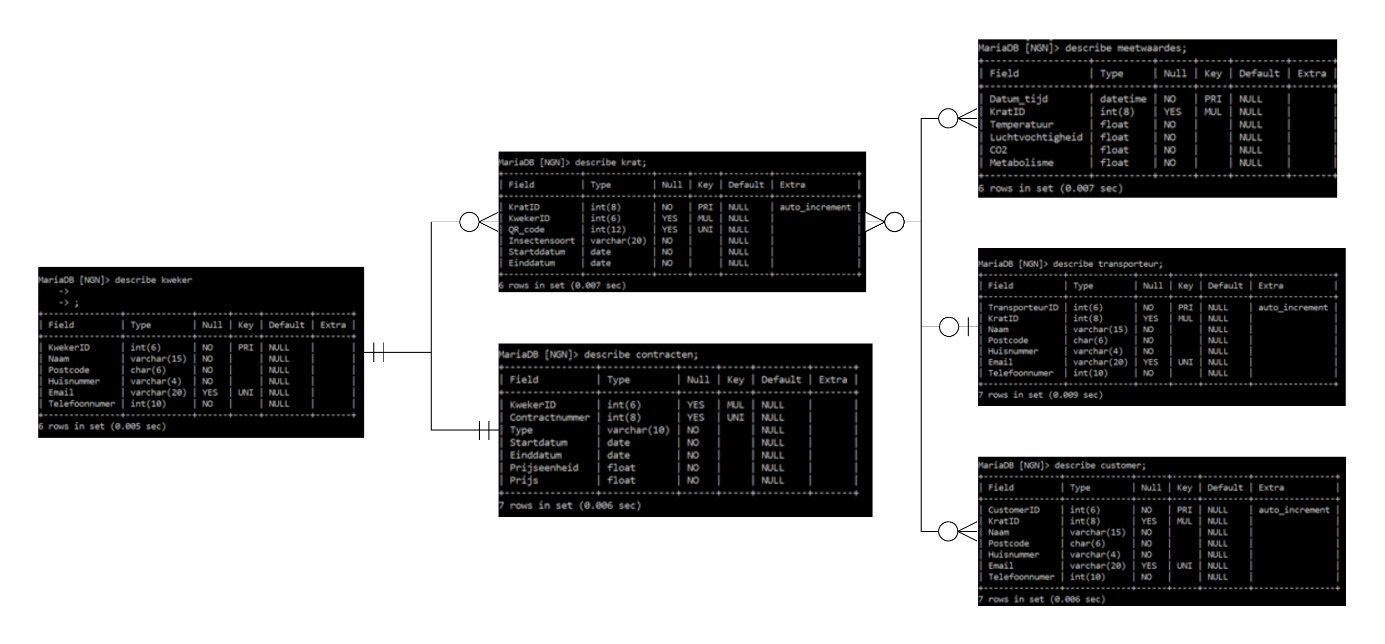 MariaDB [NGN]> describe kweker
->
-> ;
| Field | Type | Null | Key | Default | Extra |
| KwekerID | int(6) | NO | PRI | NULL | |
| Naam | varchar(15) | NO | | NULL | |
| Postcode | char(6) | NO | | NULL | |
| Huisnummer | varchar(4) | NO | | NULL | |
| Email | varchar(20) | YES | UNI | NULL | |
| Telefoonnumer | int(10) | NO | | NULL | |
6 rows in set (0.005 sec)
MariaDB [NGN]> describe krat;
| Field | Type | Null | Key | Default | Extra |
| KratID | int(8) | NO | PRI | NULL | auto_increment |
| KwekerID | int(6) | YES | MUL | NULL | |
| QR_code | int(12) | YES | UNI | NULL | |
| Insectensoort | varchar(20) | NO | | NULL | |
| Startddatum | date | NO | | NULL | |
| Einddatum | date | NO | | NULL | |
6 rows in set (0.007 sec)
MariaDB [NGN]> describe contracten;
| Field | Type | Null | Key | Default | Extra |
| KwekerID | int(6) | YES | MUL | NULL | |
| Contractnummer | int(8) | YES | UNI | NULL | |
| Type | varchar(10) | NO | | NULL | |
| Startdatum | date | NO | | NULL | |
| Einddatum | date | NO | | NULL | |
| Prijseenheid | float | NO | | NULL | |
| Prijs | float | NO | | NULL | |
7 rows in set (0.006 sec)
MariaDB [NGN]> describe meetwaardes;
| Field | Type | Null | Key | Default | Extra |
| Datum_tijd | datetime | NO | PRI | NULL | |
| KratID | int(8) | YES | MUL | NULL | |
| Temperatuur | float | NO | | NULL | |
| Luchtvochtigheid | float | NO | | NULL | |
| CO2 | float | NO | | NULL | |
| Metabolisme | float | NO | | NULL | |
6 rows in set (0.007 sec)
MariaDB [NGN]> describe transporteur;
| Field | Type | Null | Key | Default | Extra |
| TransporteurID | int(6) | NO | PRI | NULL | auto_increment |
| KratID | int(8) | YES | MUL | NULL | |
| Naam | varchar(15) | NO | | NULL | |
| Postcode | char(6) | NO | | NULL | |
| Huisnummer | varchar(4) | NO | | NULL | |
| Email | varchar(20) | YES | UNI | NULL | |
| Telefoonnumer | int(10) | NO | | NULL | |
7 rows in set (0.009 sec)
MariaDB [NGN]> describe customer;
| Field | Type | Null | Key | Default | Extra |
| CustomerID | int(6) | NO | PRI | NULL | auto_increment |
| KratID | int(8) | YES | MUL | NULL | |
| Naam | varchar(15) | NO | | NULL | |
| Postcode | char(6) | NO | | NULL | |
| Huisnummer | varchar(4) | NO | | NULL | |
| Email | varchar(20) | YES | UNI | NULL | |
| Telefoonnumer | int(10) | NO | | NULL | |
7 rows in set (0.006 sec)